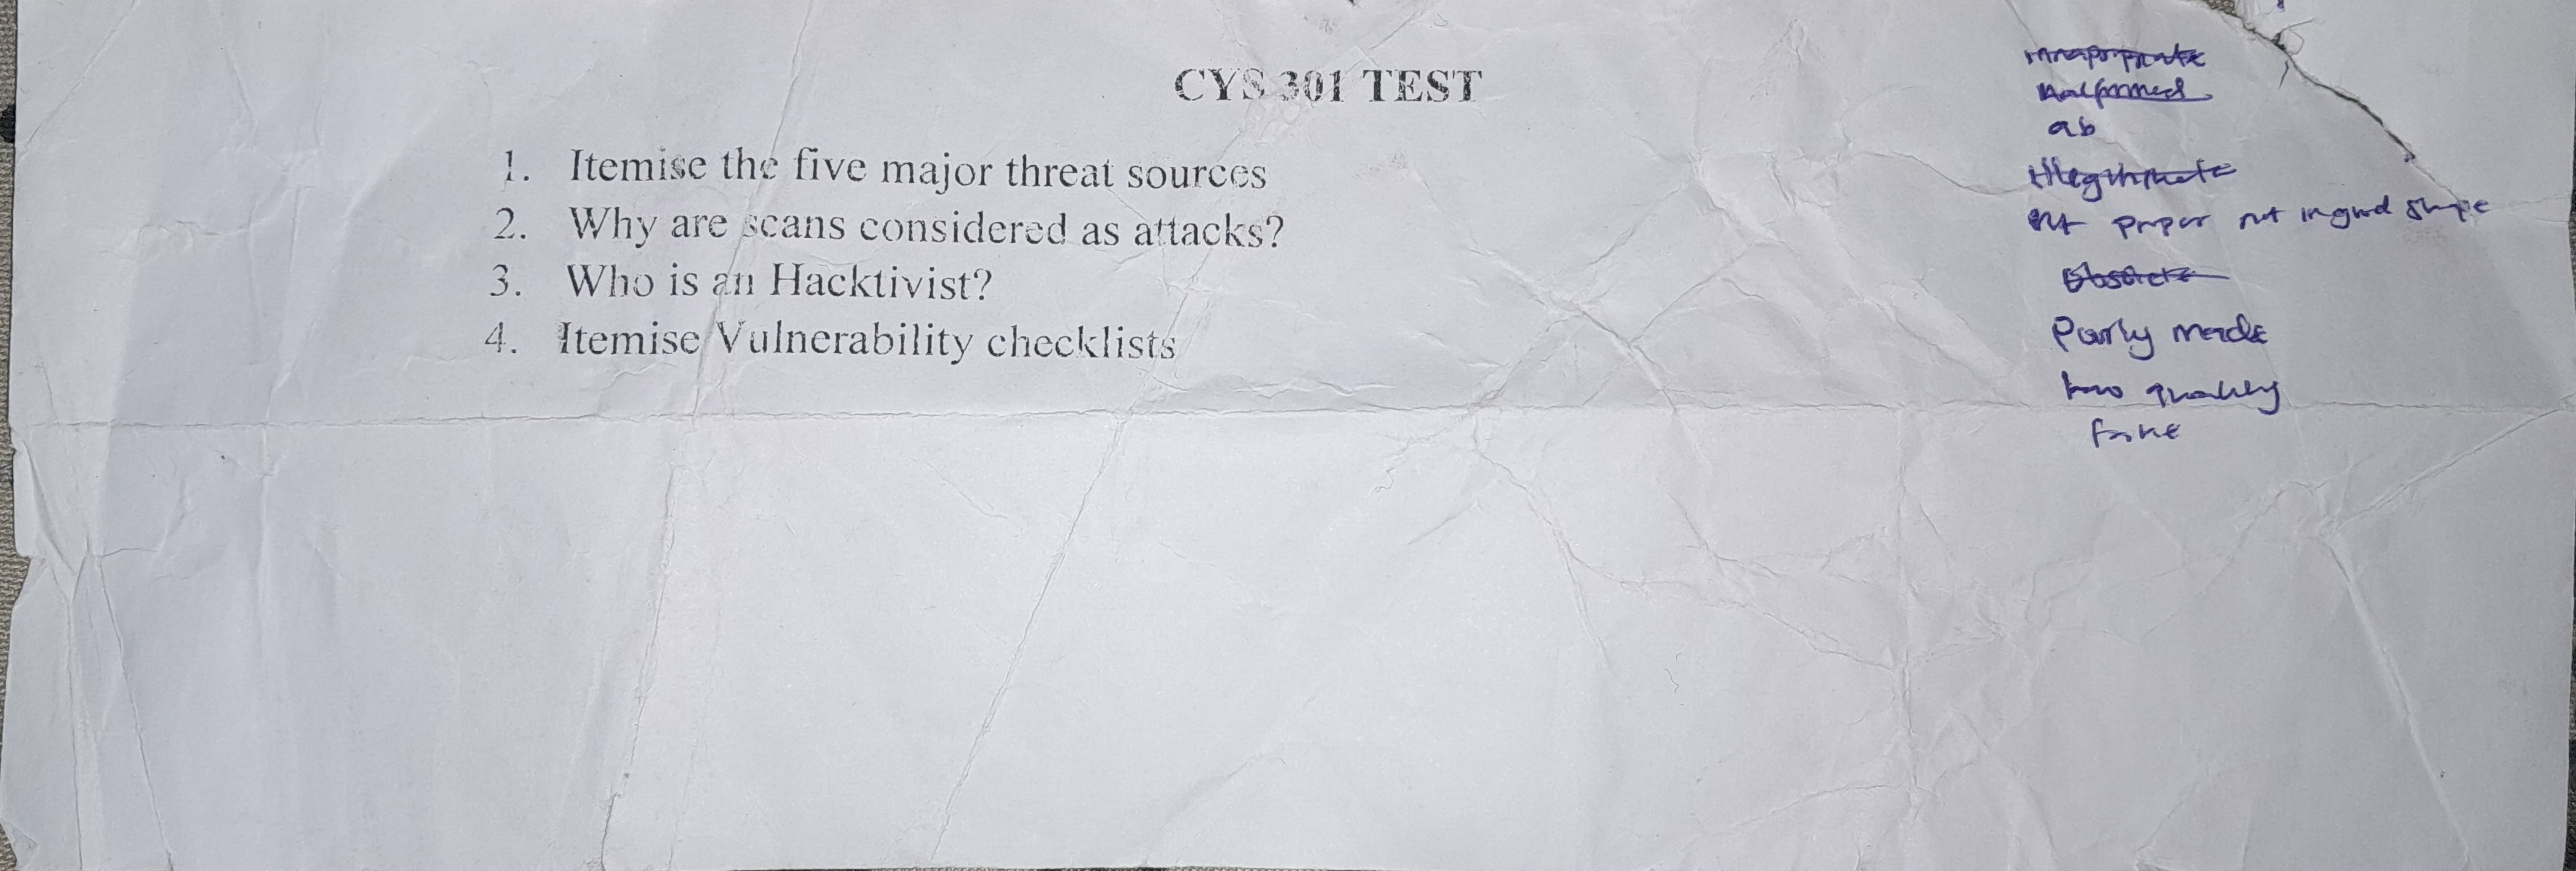 CYS 301 TEST
1. Itemise the five major threat sources
2. Why are scans considered as attacks?
3. Who is an Hacktivist?
4. Itemise Vulnerability checklists
malformed
ab
illegitimate
proper not in good shape
Obsolete
Poorly made
low quality
fake